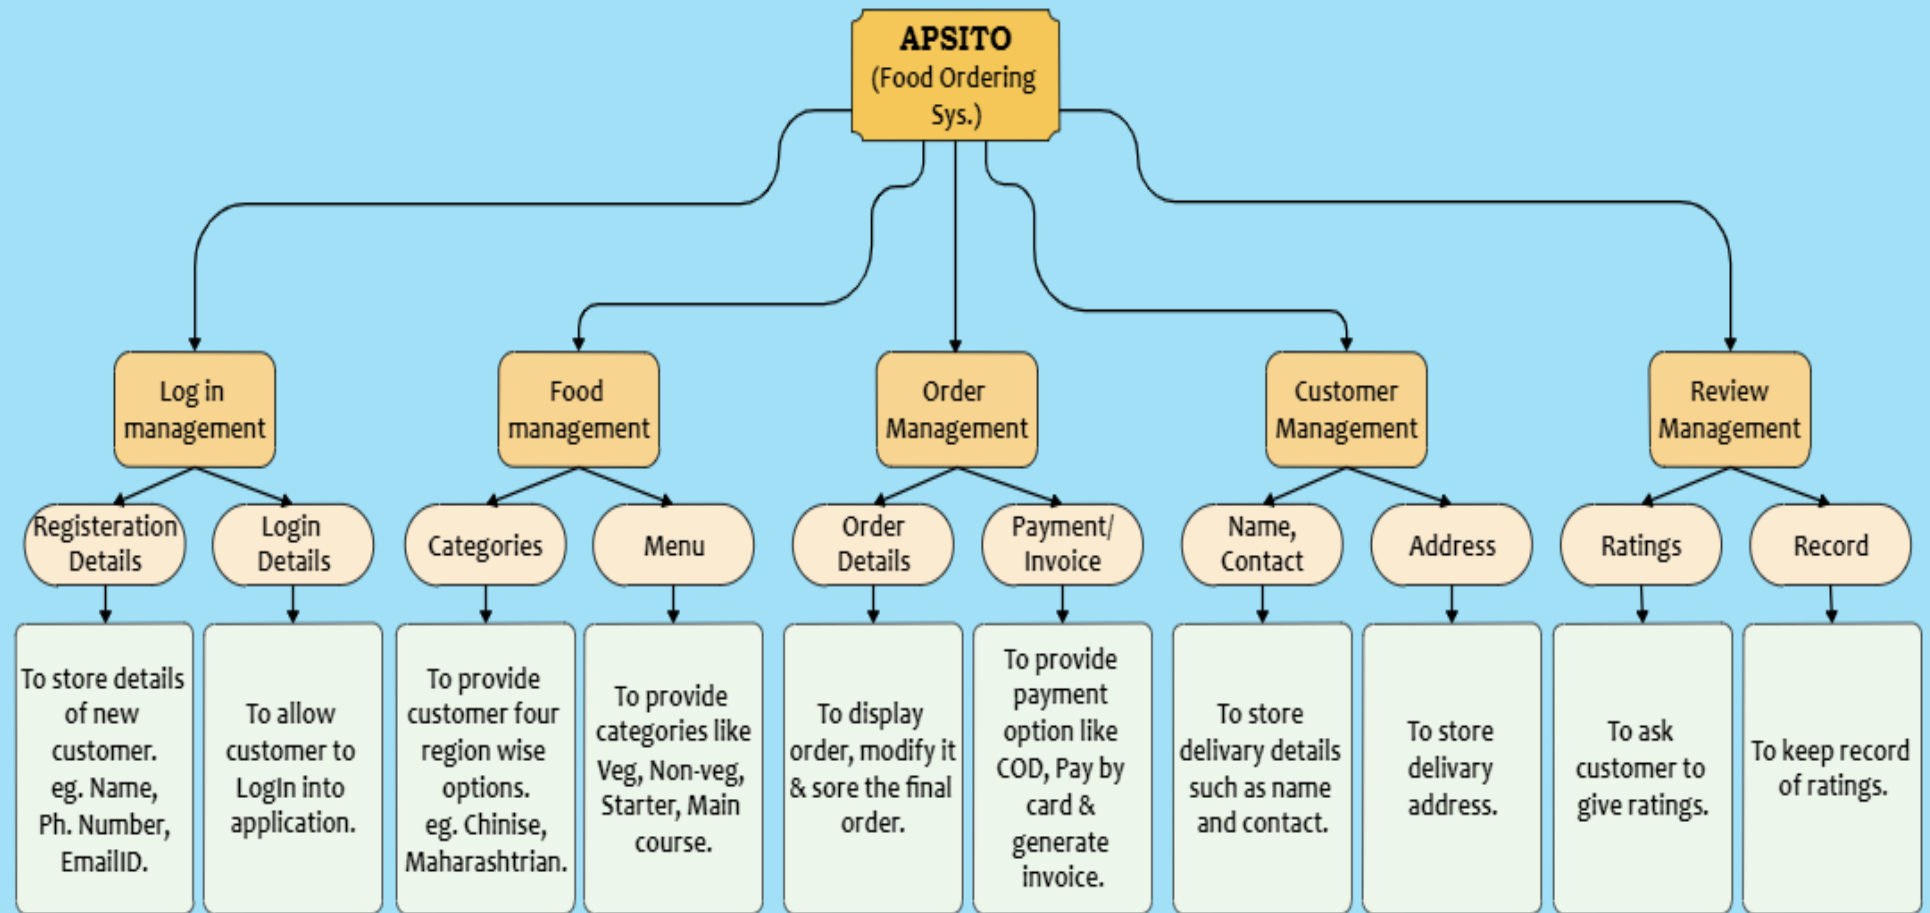 APSITO
(Food Ordering
Sys.)
Log in
management
Food
management
Order
Management
Customer
Management
Review
Management
Registeration
Details
Login
Details
Categories
Menu
Order
Details
Payment/
Invoice
Name,
Contact
Address
Ratings
Record
To store details
of new
customer.
eg. Name,
Ph. Number,
EmailID.
To allow
customer to
LogIn into
application.
To provide
customer four
region wise
options.
eg. Chinise,
Maharashtrian.
To provide
categories like
Veg, Non-veg,
Starter, Main
course.
To display
order, modify it
& sore the final
order.
To provide
payment
option like
COD, Pay by
card &
generate
invoice.
To store
delivary details
such as name
and contact.
To store
delivary
address.
To ask
customer to
give ratings.
To keep record
of ratings.